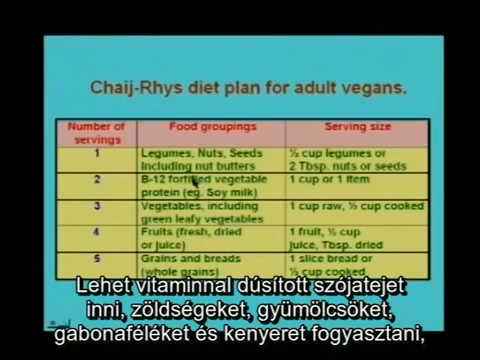 Chaij-Rhys diet plan for adult vegans.
Number of servings Food groupings Serving size
1 Legumes, Nuts, Seeds ½ cup legumes or
Including nut butters 2 Tbsp. nuts or seeds
2 B-12 fortified vegetable 1 cup or 1 item
protein (eg. Soy milk)
3 Vegetables, including 1 cup raw, ½ cup cooked
green leafy vegetables
4 Fruits (fresh, dried 1 fruit, ½ cup
or juice) juice, Tbsp. dried
5 Grains and breads 1 slice bread or
(whole grains) ½ cup cooked
Lehet vitaminnal dúsított szójatejet
inni, zöldségeket, gyümölcsöket,
gabonaféléket és kenyeret fogyasztani,